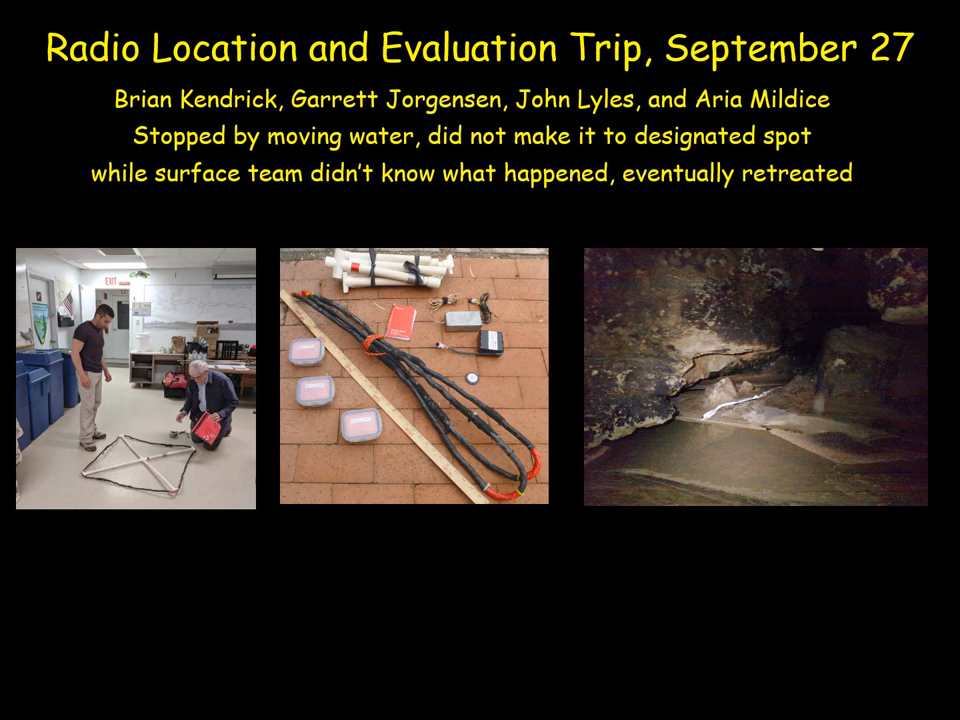 Radio Location and Evaluation Trip, September 27
Brian Kendrick, Garrett Jorgensen, John Lyles, and Aria Mildice
Stopped by moving water, did not make it to designated spot
while surface team didn't know what happened, eventually retreated
EXIT